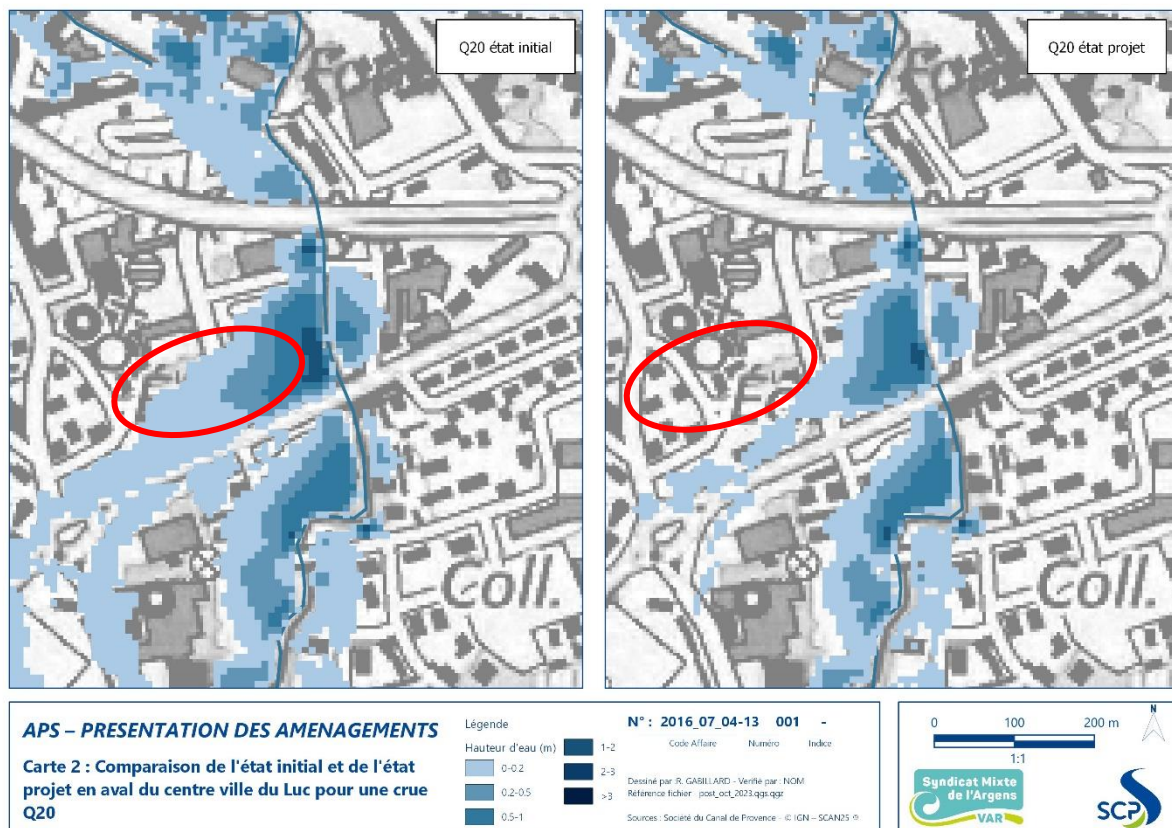 Q20 état initial
Q20 état projet
Coll.
Coll.
APS – PRESENTATION DES AMENAGEMENTS
Carte 2 : Comparaison de l'état initial et de l'état
projet en aval du centre ville du Luc pour une crue
Q20
Légende
Hauteur d'eau (m)
0-0.2
0.2-0.5
0.5-1
1-2
2-3
>3
N° : 2016_07_04-13 001 -
Code Affaire Numéro Indice
Dessiné par :R. GABILLARD - Verifié par : NOM
Référence fichier post_oct_2023.qgs.qgz
Sources : Société du Canal de Provence - © IGN – SCAN25 ®
0 100 200 m
1:1
N
Syndicat Mixte
de l'Argens
VAR
SCP